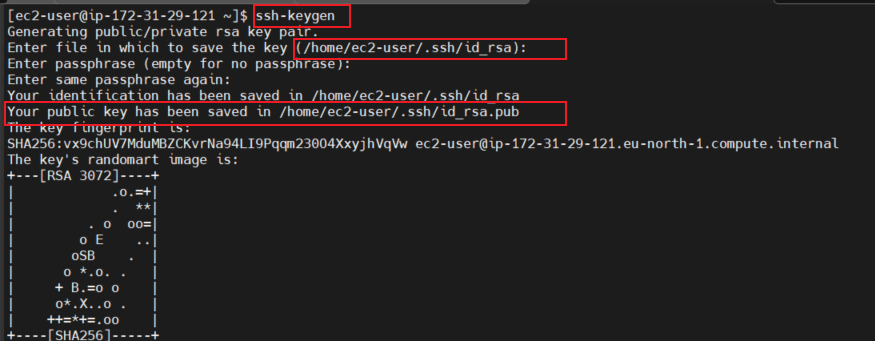 [ec2-user@ip-172-31-29-121 ~]$ ssh-keygen
Generating public/private rsa key pair.
Enter file in which to save the key (/home/ec2-user/.ssh/id_rsa):
Enter passphrase (empty for no passphrase):
Enter same passphrase again:
Your identification has been saved in /home/ec2-user/.ssh/id_rsa
Your public key has been saved in /home/ec2-user/.ssh/id_rsa.pub
The key fingerprint is:
SHA256:vx9chUV7MduMBZCKvrNa94LI9Pqqm23004XxyjhVqVw ec2-user@ip-172-31-29-121.eu-north-1.compute.internal
The key's randomart image is:
+---[RSA 3072]----+
|           .o.=+|
|           .  **|
|        . o  oo=|
|       o E    ..|
|      oSB    .  |
|     o *.o. .   |
|    + B.=o o    |
|    o*.X..o .   |
|   ++=*+=.oo    |
+----[SHA256]-----+